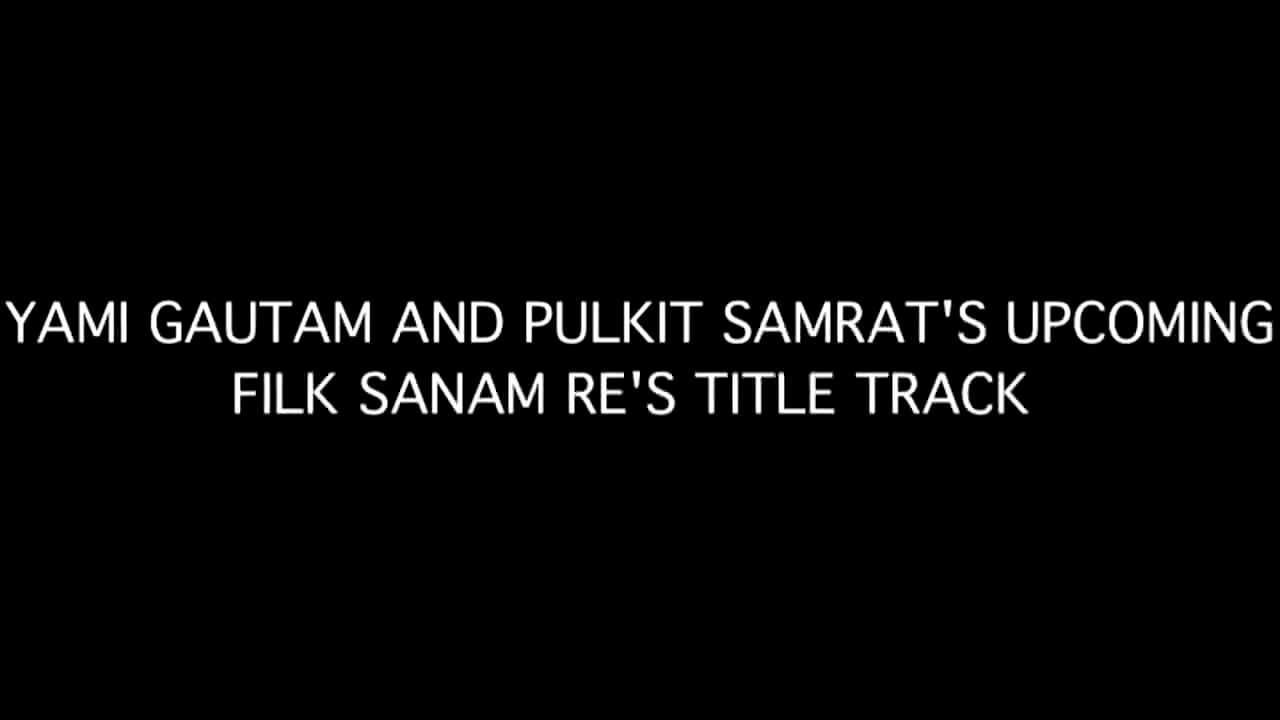 YAMI GAUTAM AND PULKIT SAMRAT'S UPCOMING
FILK SANAM RE'S TITLE TRACK